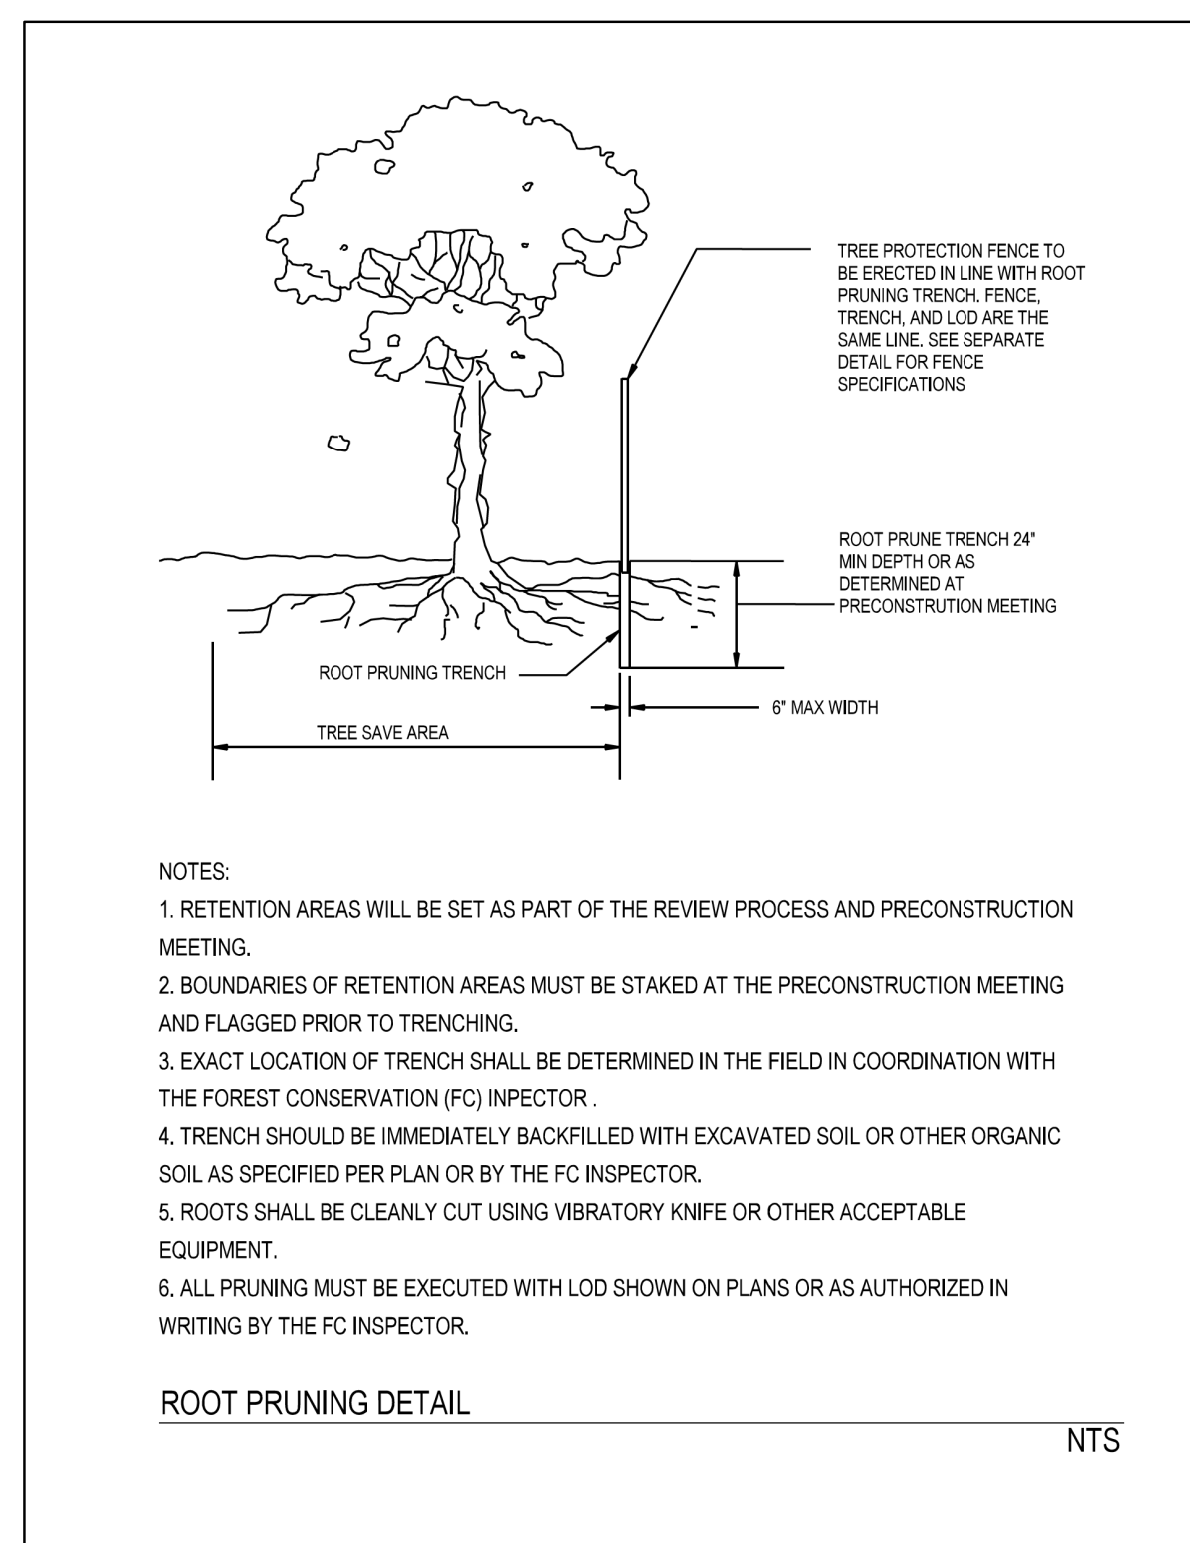 TREE PROTECTION FENCE TO
BE ERECTED IN LINE WITH ROOT
PRUNING TRENCH. FENCE,
TRENCH, AND LOD ARE THE
SAME LINE. SEE SEPARATE
DETAIL FOR FENCE
SPECIFICATIONS
ROOT PRUNE TRENCH 24"
MIN DEPTH OR AS
DETERMINED AT
PRECONSTRUTION MEETING
ROOT PRUNING TRENCH
6" MAX WIDTH
TREE SAVE AREA
NOTES:
1. RETENTION AREAS WILL BE SET AS PART OF THE REVIEW PROCESS AND PRECONSTRUCTION
MEETING.
2. BOUNDARIES OF RETENTION AREAS MUST BE STAKED AT THE PRECONSTRUCTION MEETING
AND FLAGGED PRIOR TO TRENCHING.
3. EXACT LOCATION OF TRENCH SHALL BE DETERMINED IN THE FIELD IN COORDINATION WITH
THE FOREST CONSERVATION (FC) INPECTOR .
4. TRENCH SHOULD BE IMMEDIATELY BACKFILLED WITH EXCAVATED SOIL OR OTHER ORGANIC
SOIL AS SPECIFIED PER PLAN OR BY THE FC INSPECTOR.
5. ROOTS SHALL BE CLEANLY CUT USING VIBRATORY KNIFE OR OTHER ACCEPTABLE
EQUIPMENT.
6. ALL PRUNING MUST BE EXECUTED WITH LOD SHOWN ON PLANS OR AS AUTHORIZED IN
WRITING BY THE FC INSPECTOR.
ROOT PRUNING DETAIL
NTS